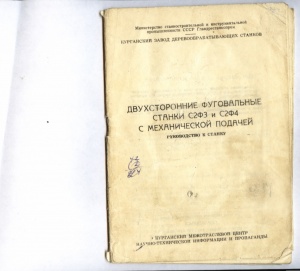 Министерство станкостроительной и инструментальной
промышленности СССР
КУРГАНСКИЙ ЗАВОД ДЕРЕВООБРАБАТЫВАЮЩИХ СТАНКОВ
ДВУХСТОРОННИЕ ФУГОВАЛЬНЫЕ
СТАНКИ С2Ф3 и С2Ф4
С МЕХАНИЧЕСКОЙ ПОДАЧЕЙ
РУКОВОДСТВО К СТАНКУ
КУРГАНСКИЙ МЕЖОТРАСЛЕВОЙ ЦЕНТР
НАУЧНО-ТЕХНИЧЕСКОЙ ИНФОРМАЦИИ И ПРОПАГАНДЫ